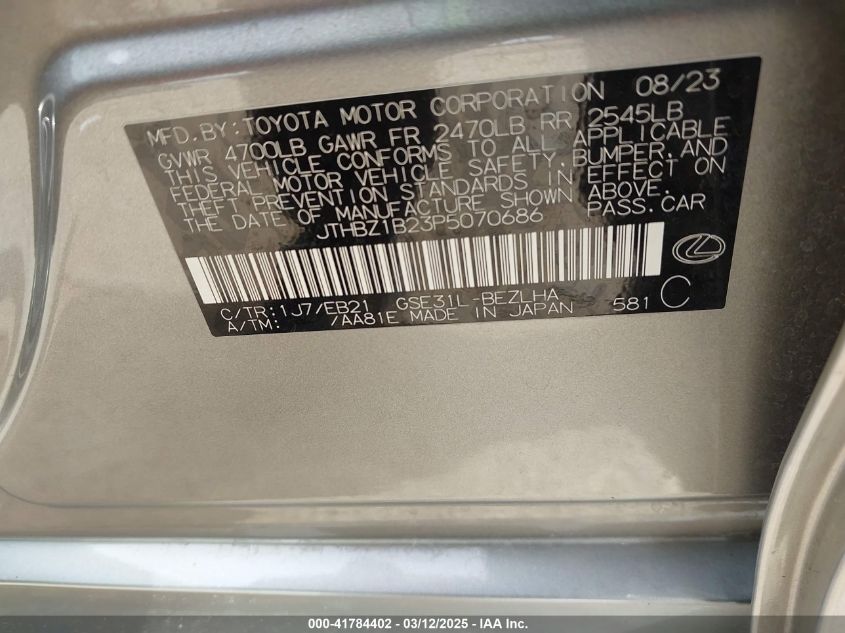 MFD. BY: TOYOTA MOTOR CORPORATION 08/23
GVWR 4700LB GAWR FR 2470LB RR 2545LB
THIS VEHICLE CONFORMS TO ALL APPLICABLE
FEDERAL MOTOR VEHICLE SAFETY, BUMPER, AND
THEFT PREVENTION STANDARDS IN EFFECT ON
THE DATE OF MANUFACTURE SHOWN ABOVE.
JTHBZ1B23P5070686 PASS. CAR
C/TR: 1J7/EB21 GSE31L-BEZLHA 581 C
A/TM: /AA81E MADE IN JAPAN
000-41784402 - 03/12/2025 - IAA Inc.